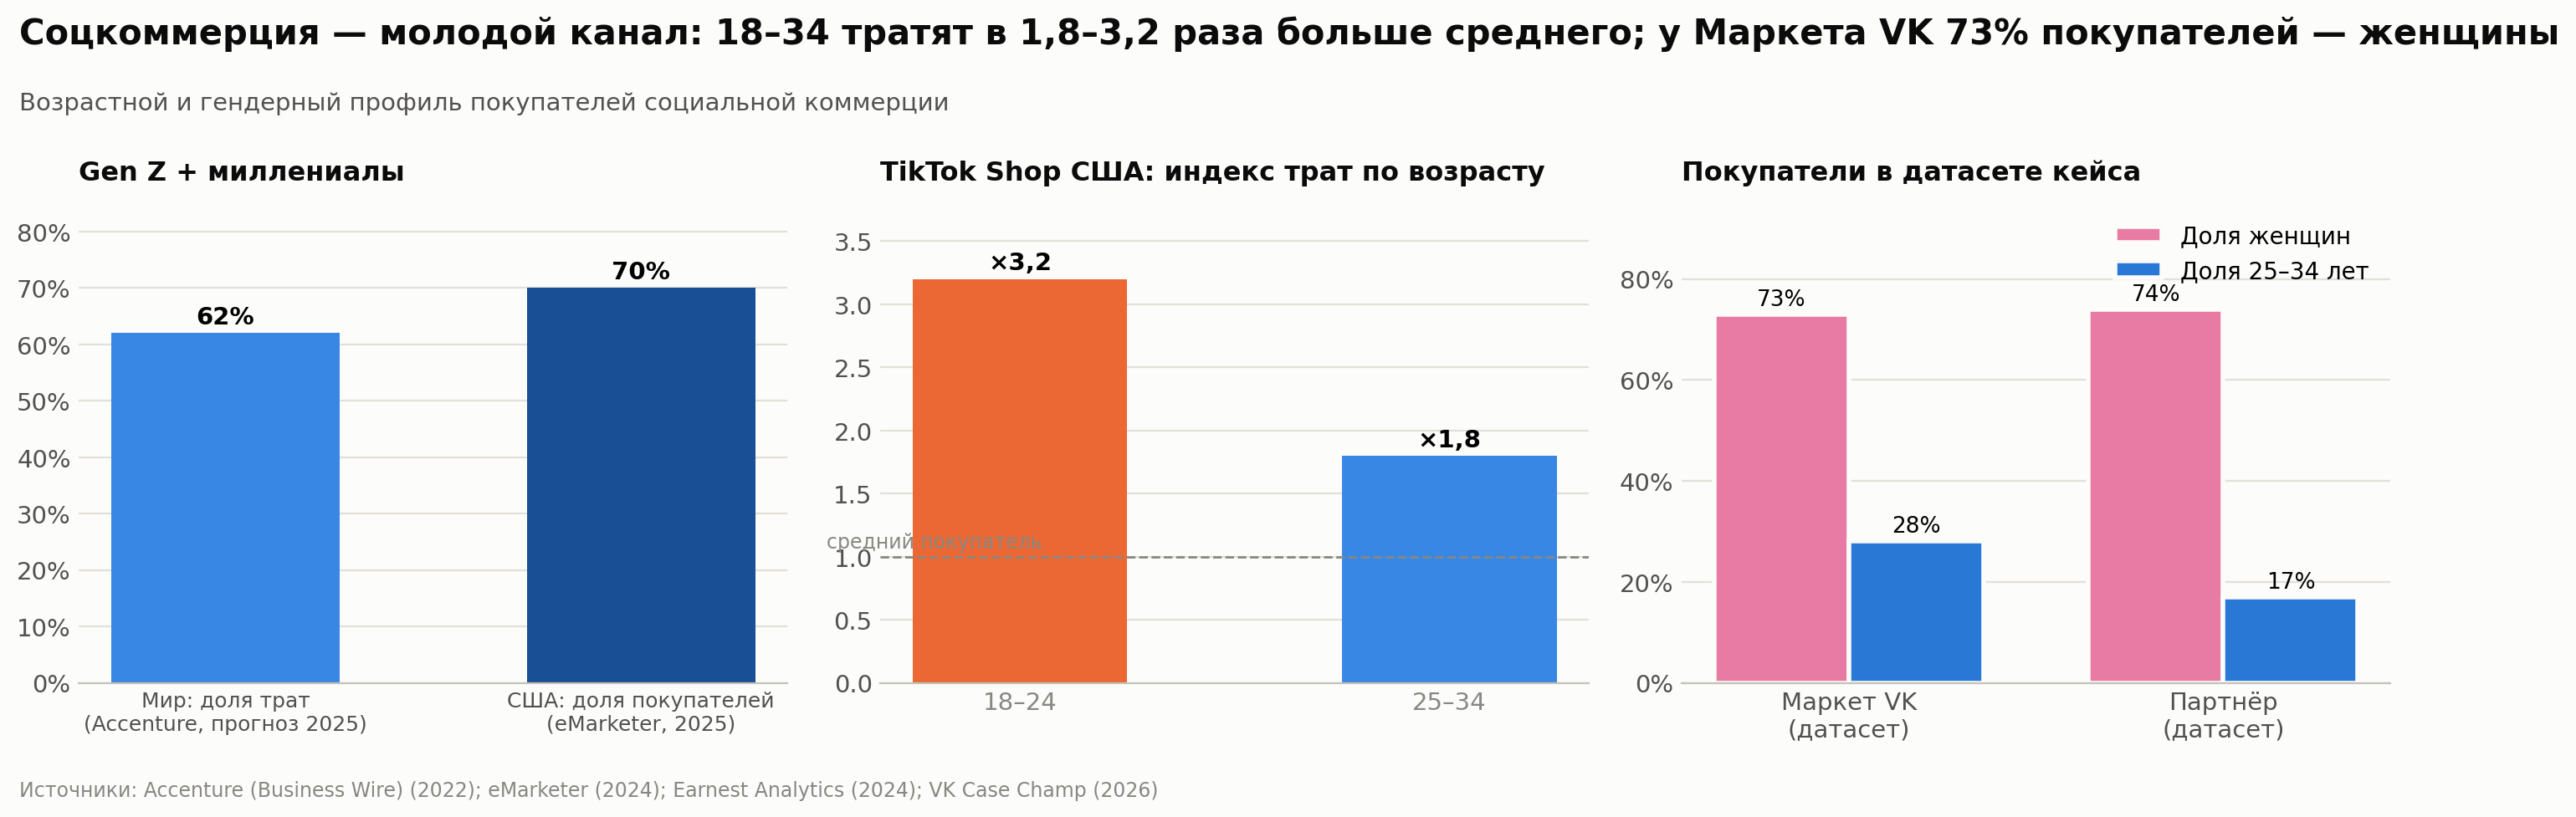 Соцкоммерция — молодой канал: 18–34 тратят в 1,8–3,2 раза больше среднего; у Маркета VK 73% покупателей — женщины
Возрастной и гендерный профиль покупателей социальной коммерции
Gen Z + миллениалы
80%
70%
60%
50%
40%
30%
20%
10%
0%
62%
70%
Мир: доля трат
(Accenture, прогноз 2025)
США: доля покупателей
(eMarketer, 2025)
TikTok Shop США: индекс трат по возрасту
3.5
3.0
2.5
2.0
1.5
1.0
0.5
0.0
×3,2
×1,8
средний покупатель
18–24
25–34
Покупатели в датасете кейса
Доля женщин
Доля 25–34 лет
80%
60%
40%
20%
0%
73%
28%
74%
17%
Маркет VK
(датасет)
Партнёр
(датасет)
Источники: Accenture (Business Wire) (2022); eMarketer (2024); Earnest Analytics (2024); VK Case Champ (2026)